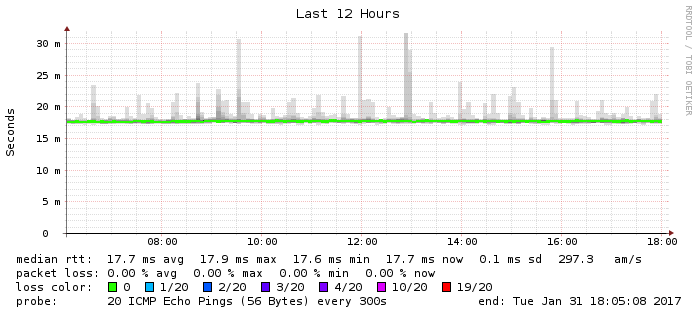 Last 12 Hours
RRDTOOL / TOBI OETIKER
Seconds
30 m
25 m
20 m
15 m
10 m
5 m
0
08:00 10:00 12:00 14:00 16:00 18:00
median rtt: 17.7 ms avg 17.9 ms max 17.6 ms min 17.7 ms now 0.1 ms sd 297.3 am/s
packet loss: 0.00 % avg 0.00 % max 0.00 % min 0.00 % now
loss color: 0 1/20 2/20 3/20 4/20 10/20 19/20
probe: 20 ICMP Echo Pings (56 Bytes) every 300s end: Tue Jan 31 18:05:08 2017